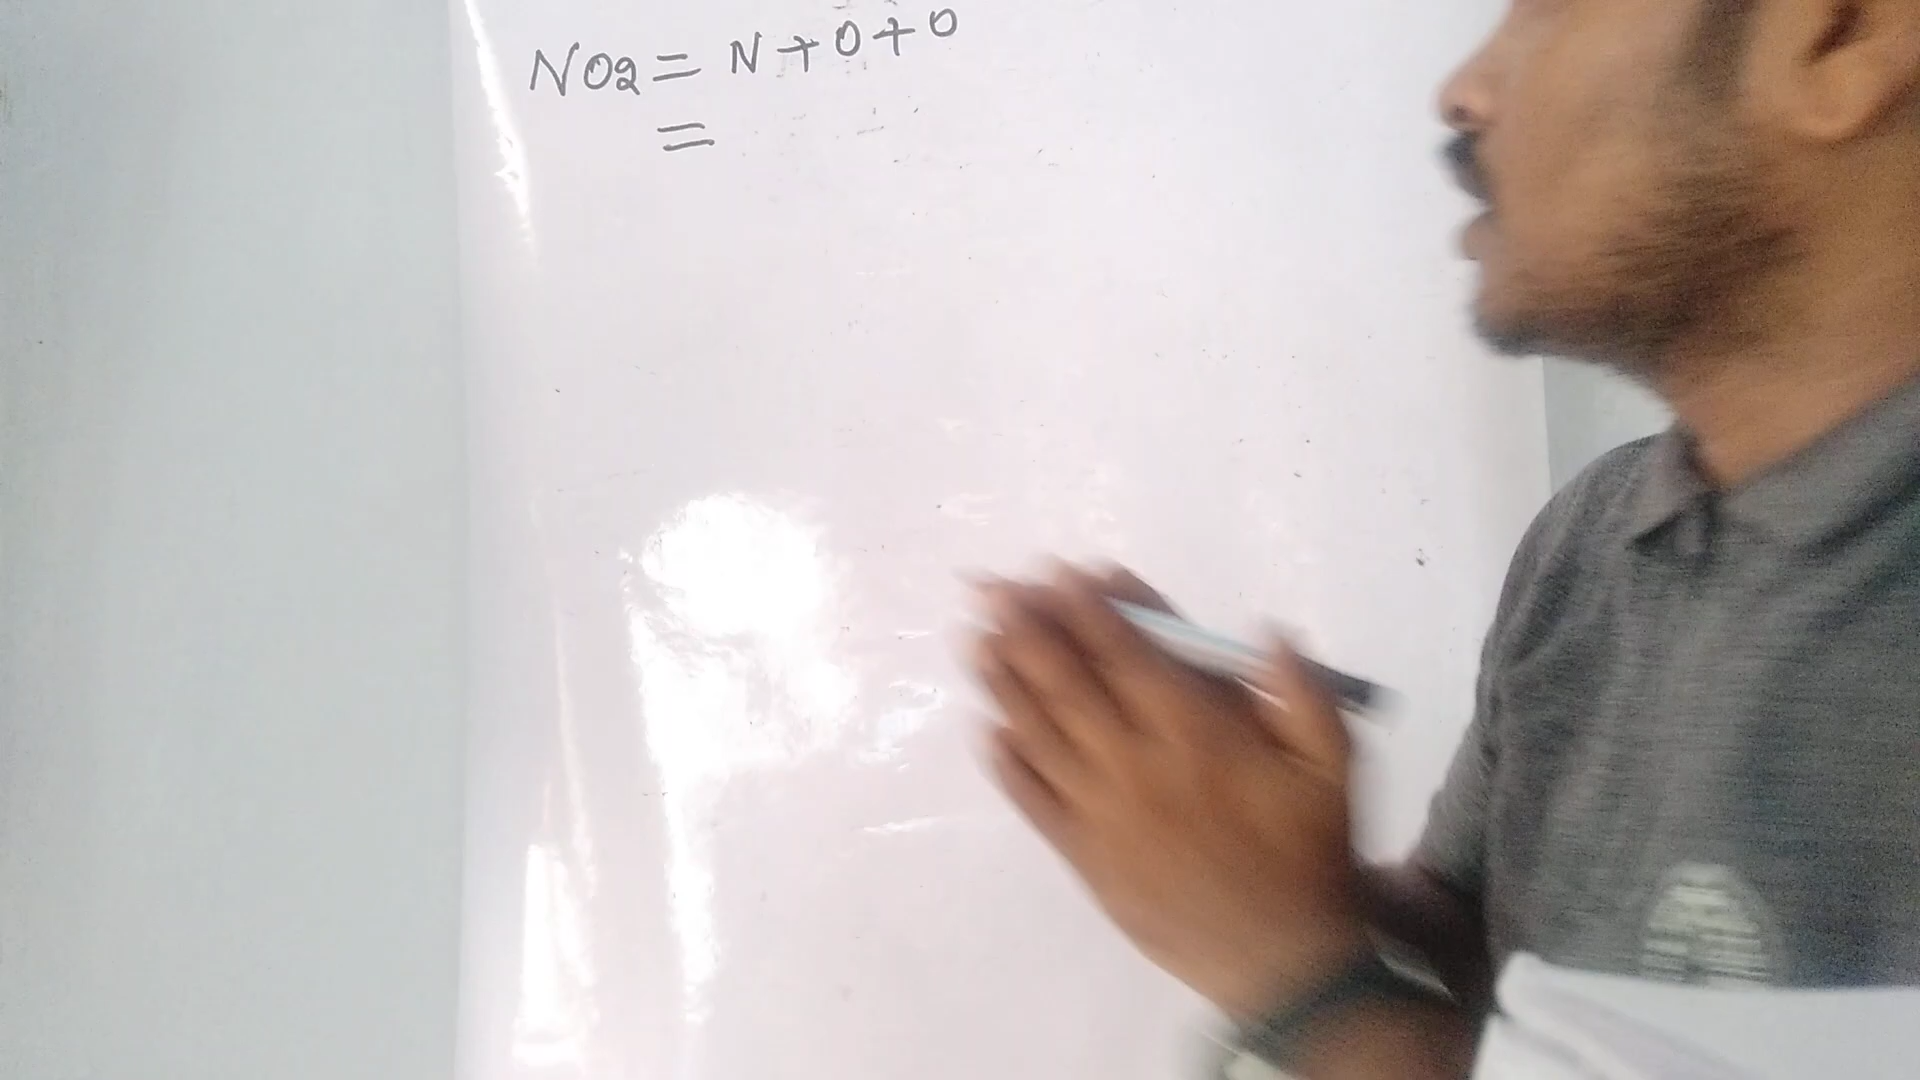 NO2 = N + O + O
=